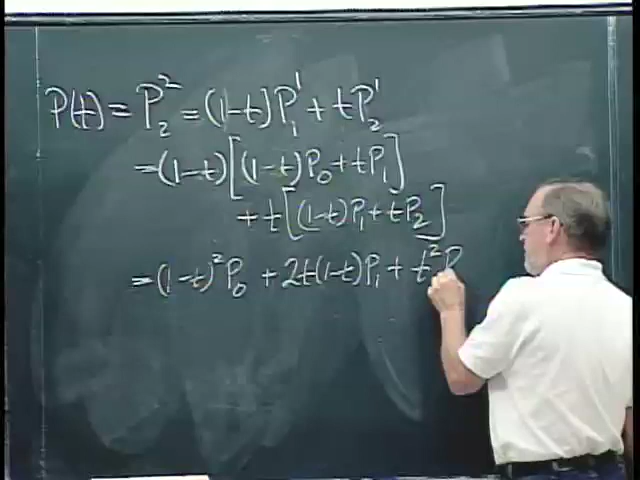 P(t) = P₂² = (1-t)P₁¹ + tP₂¹
= (1-t)[(1-t)P₀ + tP₁]
+ t[(1-t)P₁ + tP₂]
= (1-t)²P₀ + 2t(1-t)P₁ + t²P